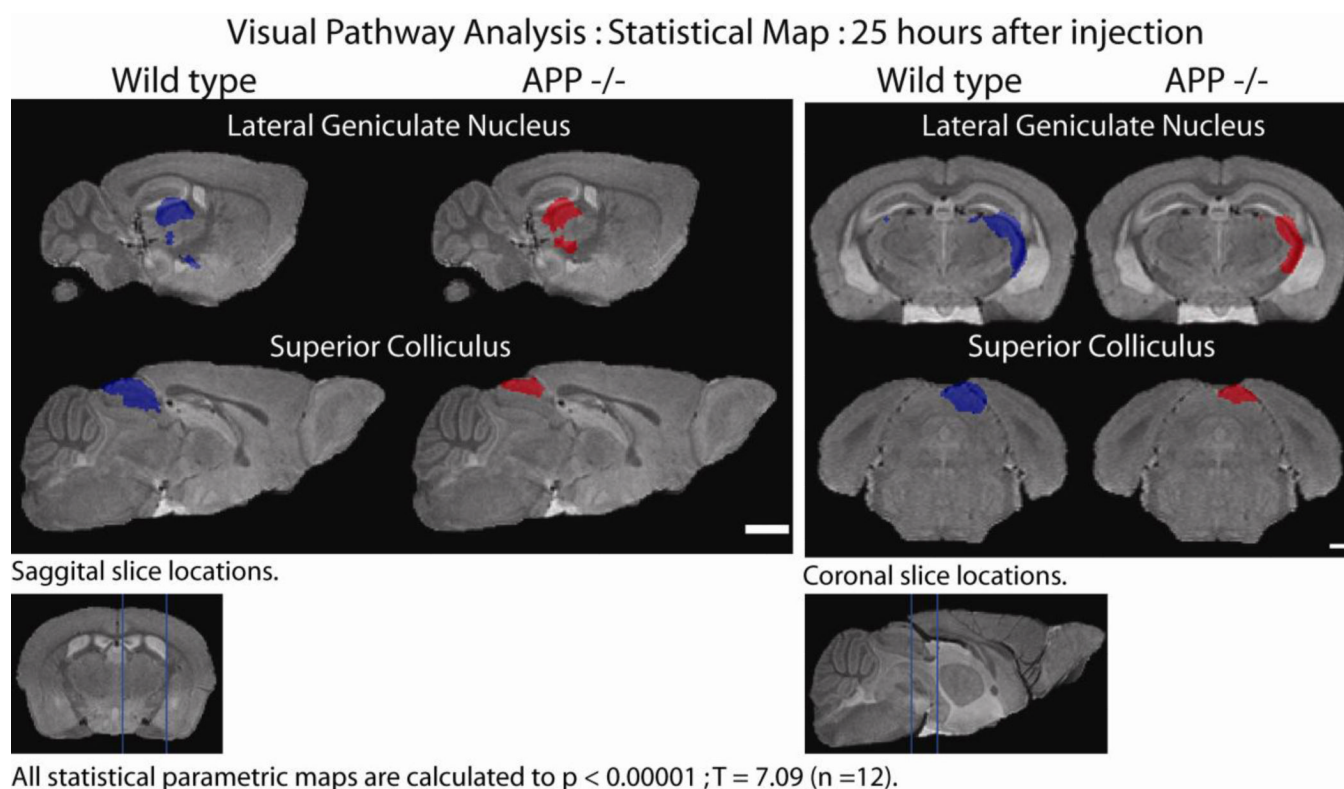 Visual Pathway Analysis : Statistical Map : 25 hours after injection
Wild type
APP -/-
Wild type
APP -/-
Lateral Geniculate Nucleus
Lateral Geniculate Nucleus
Superior Colliculus
Superior Colliculus
Saggital slice locations.
Coronal slice locations.
All statistical parametric maps are calculated to p < 0.00001 ; T = 7.09 (n =12).